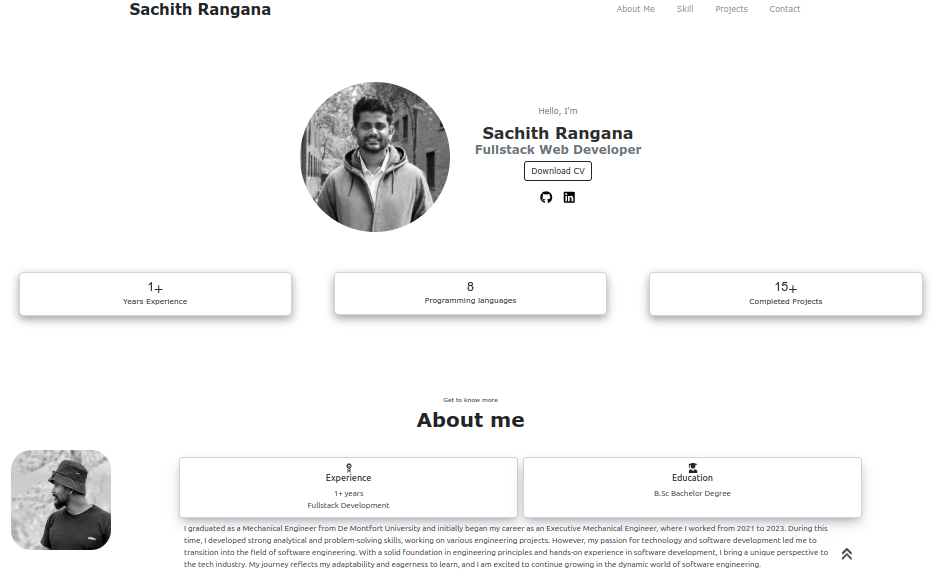 Sachith Rangana
About Me
Skill
Projects
Contact
Hello, I'm
Sachith Rangana
Fullstack Web Developer
Download CV
1+
Years Experience
8
Programming languages
15+
Completed Projects
Get to know more
About me
Experience
1+ years
Fullstack Development
Education
B.Sc Bachelor Degree
I graduated as a Mechanical Engineer from De Montfort University and initially began my career as an Executive Mechanical Engineer, where I worked from 2021 to 2023. During this
time, I developed strong analytical and problem-solving skills, working on various engineering projects. However, my passion for technology and software development led me to
transition into the field of software engineering. With a solid foundation in engineering principles and hands-on experience in software development, I bring a unique perspective to
the tech industry. My journey reflects my adaptability and eagerness to learn, and I am excited to continue growing in the dynamic world of software engineering.